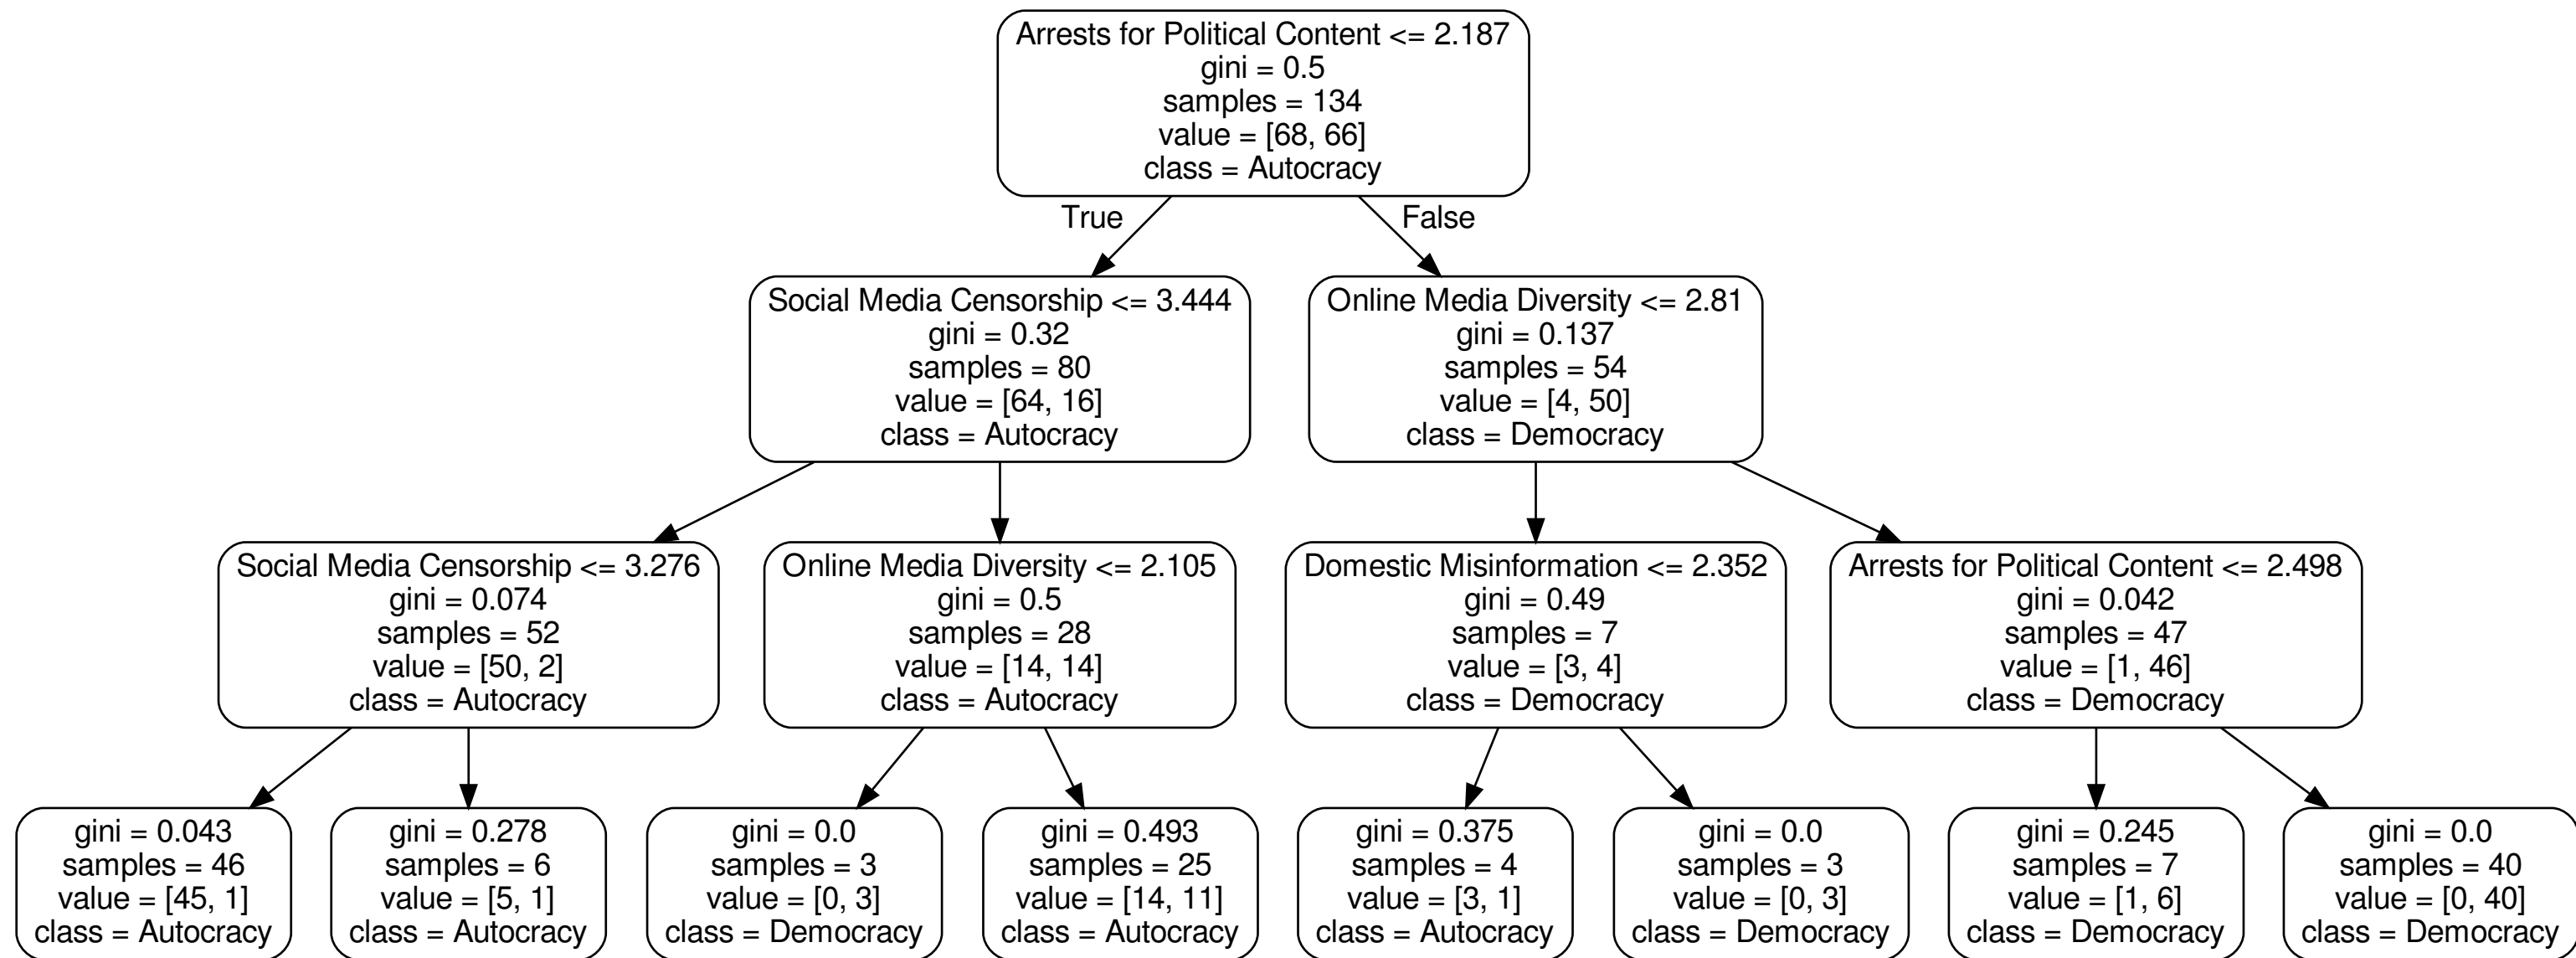 Arrests for Political Content <= 2.187
gini = 0.5
samples = 134
value = [68, 66]
class = Autocracy
True
False
Social Media Censorship <= 3.444
gini = 0.32
samples = 80
value = [64, 16]
class = Autocracy
Online Media Diversity <= 2.81
gini = 0.137
samples = 54
value = [4, 50]
class = Democracy
Social Media Censorship <= 3.276
gini = 0.074
samples = 52
value = [50, 2]
class = Autocracy
Online Media Diversity <= 2.105
gini = 0.5
samples = 28
value = [14, 14]
class = Autocracy
Domestic Misinformation <= 2.352
gini = 0.49
samples = 7
value = [3, 4]
class = Democracy
Arrests for Political Content <= 2.498
gini = 0.042
samples = 47
value = [1, 46]
class = Democracy
gini = 0.043
samples = 46
value = [45, 1]
class = Autocracy
gini = 0.278
samples = 6
value = [5, 1]
class = Autocracy
gini = 0.0
samples = 3
value = [0, 3]
class = Democracy
gini = 0.493
samples = 25
value = [14, 11]
class = Autocracy
gini = 0.375
samples = 4
value = [3, 1]
class = Autocracy
gini = 0.0
samples = 3
value = [0, 3]
class = Democracy
gini = 0.245
samples = 7
value = [1, 6]
class = Democracy
gini = 0.0
samples = 40
value = [0, 40]
class = Democracy